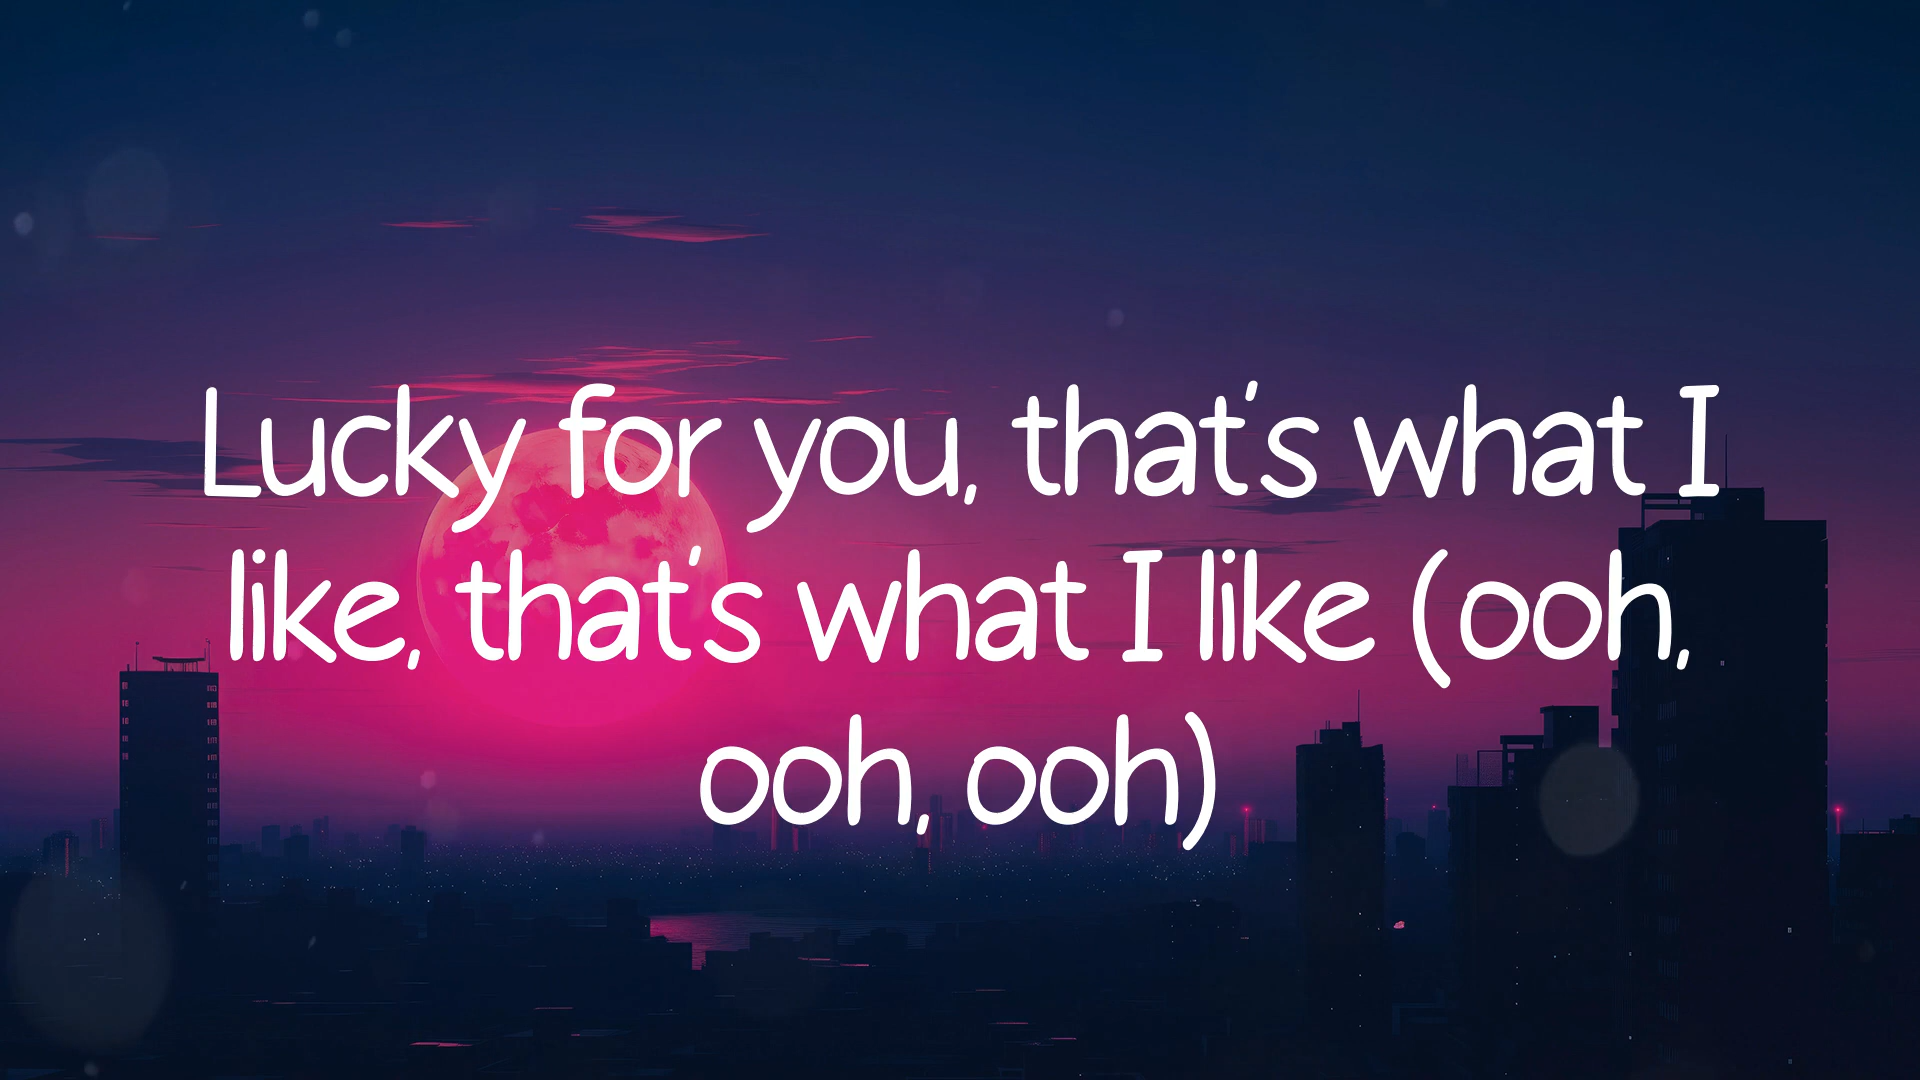 Lucky for you, that's what I
like, that's what I like (ooh,
ooh, ooh)